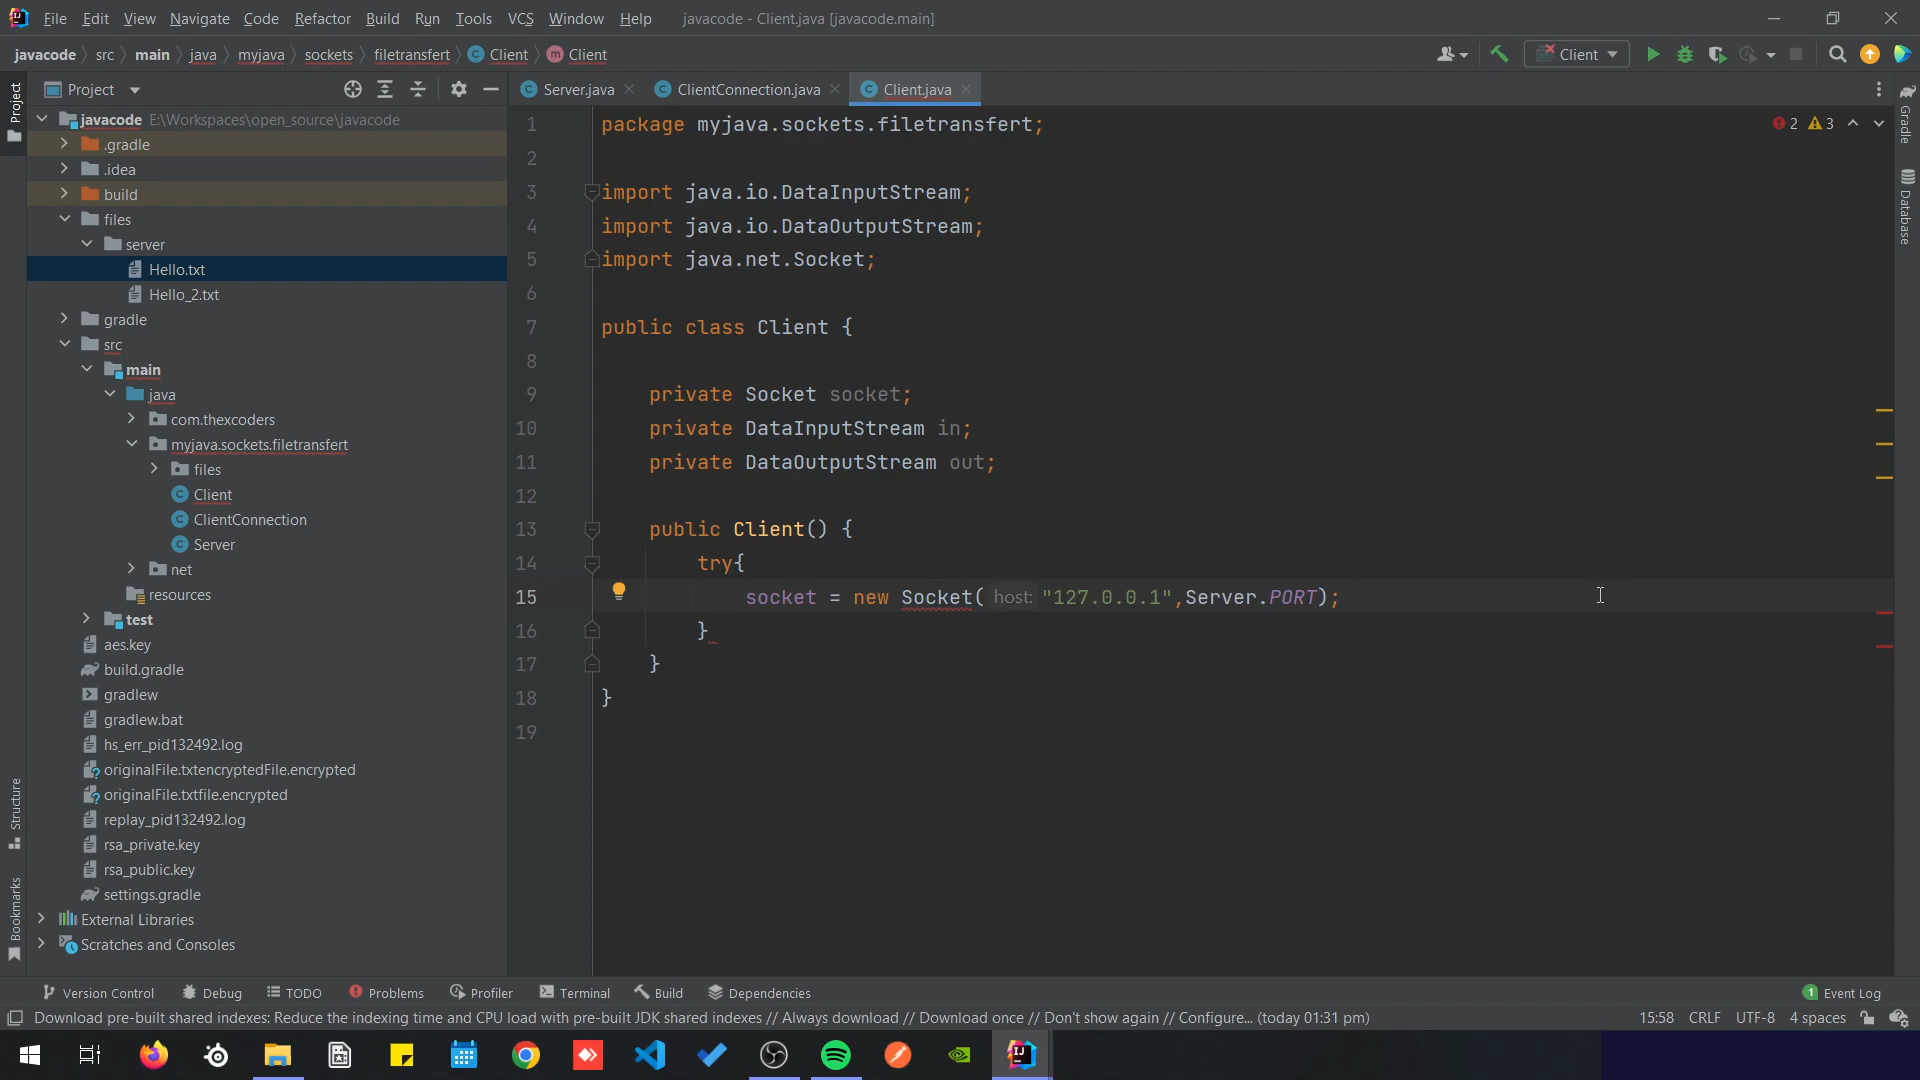 File Edit View Navigate Code Refactor Build Run Tools VCS Window Help javacode - Client.java [javacode.main]
javacode src main java myjava sockets filetransfert Client Client
Client
Project
Server.java
ClientConnection.java
Client.java
Project
javacode E:\Workspaces\open_source\javacode
.gradle
.idea
build
files
server
Hello.txt
Hello_2.txt
gradle
src
main
java
com.thexcoders
myjava.sockets.filetransfert
files
Client
ClientConnection
Server
net
resources
test
aes.key
build.gradle
gradlew
gradlew.bat
hs_err_pid132492.log
originalFile.txtencryptedFile.encrypted
originalFile.txtfile.encrypted
replay_pid132492.log
rsa_private.key
rsa_public.key
settings.gradle
External Libraries
Scratches and Consoles
Structure
Bookmarks
1 package myjava.sockets.filetransfert;
2
3 import java.io.DataInputStream;
4 import java.io.DataOutputStream;
5 import java.net.Socket;
6
7 public class Client {
8
9 private Socket socket;
10 private DataInputStream in;
11 private DataOutputStream out;
12
13 public Client() {
14 try{
15 socket = new Socket( host: "127.0.0.1",Server.PORT);
16 }
17 }
18 }
19
2 3
Gradle
Database
Version Control Debug TODO Problems Profiler Terminal Build Dependencies 1 Event Log
Download pre-built shared indexes: Reduce the indexing time and CPU load with pre-built JDK shared indexes // Always download // Download once // Don't show again // Configure... (today 01:31 pm) 15:58 CRLF UTF-8 4 spaces